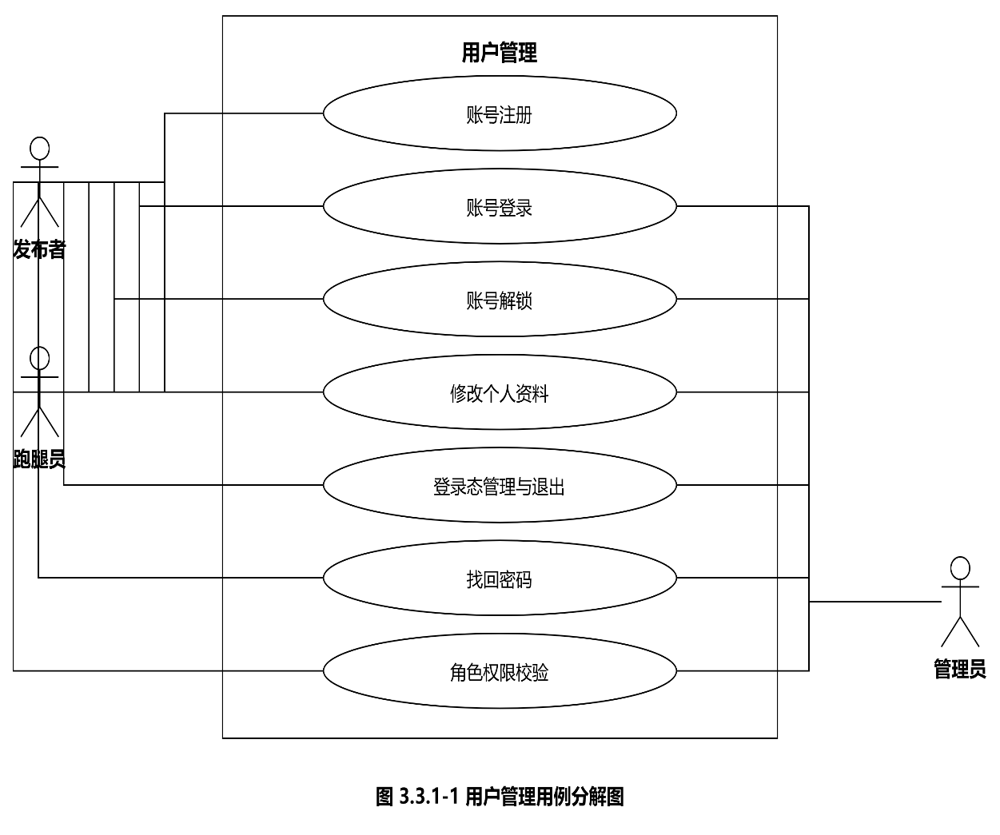 用户管理
账号注册
账号登录
发布者
账号解锁
修改个人资料
跑腿员
登录态管理与退出
找回密码
角色权限校验
管理员
图 3.3.1-1 用户管理用例分解图